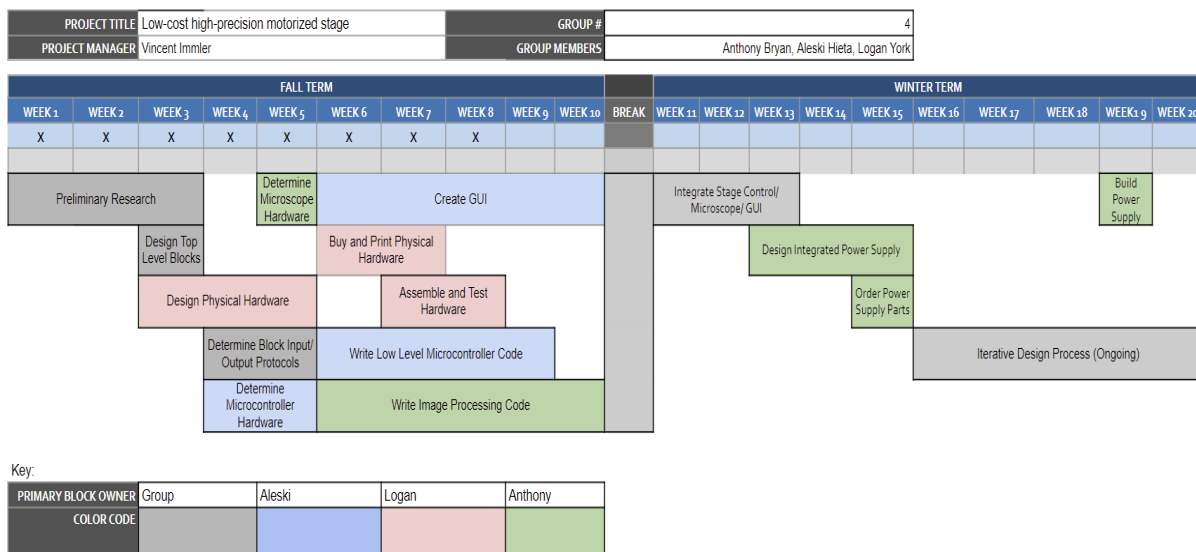 PROJECT TITLE Low-cost high-precision motorized stage GROUP # 4
PROJECT MANAGER Vincent Immler GROUP MEMBERS Anthony Bryan, Aleski Hieta, Logan York
FALL TERM WINTER TERM
WEEK 1 WEEK 2 WEEK 3 WEEK 4 WEEK 5 WEEK 6 WEEK 7 WEEK 8 WEEK 9 WEEK 10 BREAK WEEK 11 WEEK 12 WEEK 13 WEEK 14 WEEK 15 WEEK 16 WEEK 17 WEEK 18 WEEK1 9 WEEK 20
X X X X X X X X
Preliminary Research
Determine
Microscope
Hardware
Create GUI
Integrate Stage Control/
Microscope/ GUI
Build
Power
Supply
Design Top
Level Blocks
Buy and Print Physical
Hardware
Design Integrated Power Supply
Design Physical Hardware
Assemble and Test
Hardware
Order Power
Supply Parts
Determine Block Input/
Output Protocols
Write Low Level Microcontroller Code
Iterative Design Process (Ongoing)
Determine
Microcontroller
Hardware
Write Image Processing Code
Key:
PRIMARY BLOCK OWNER Group Aleski Logan Anthony
COLOR CODE